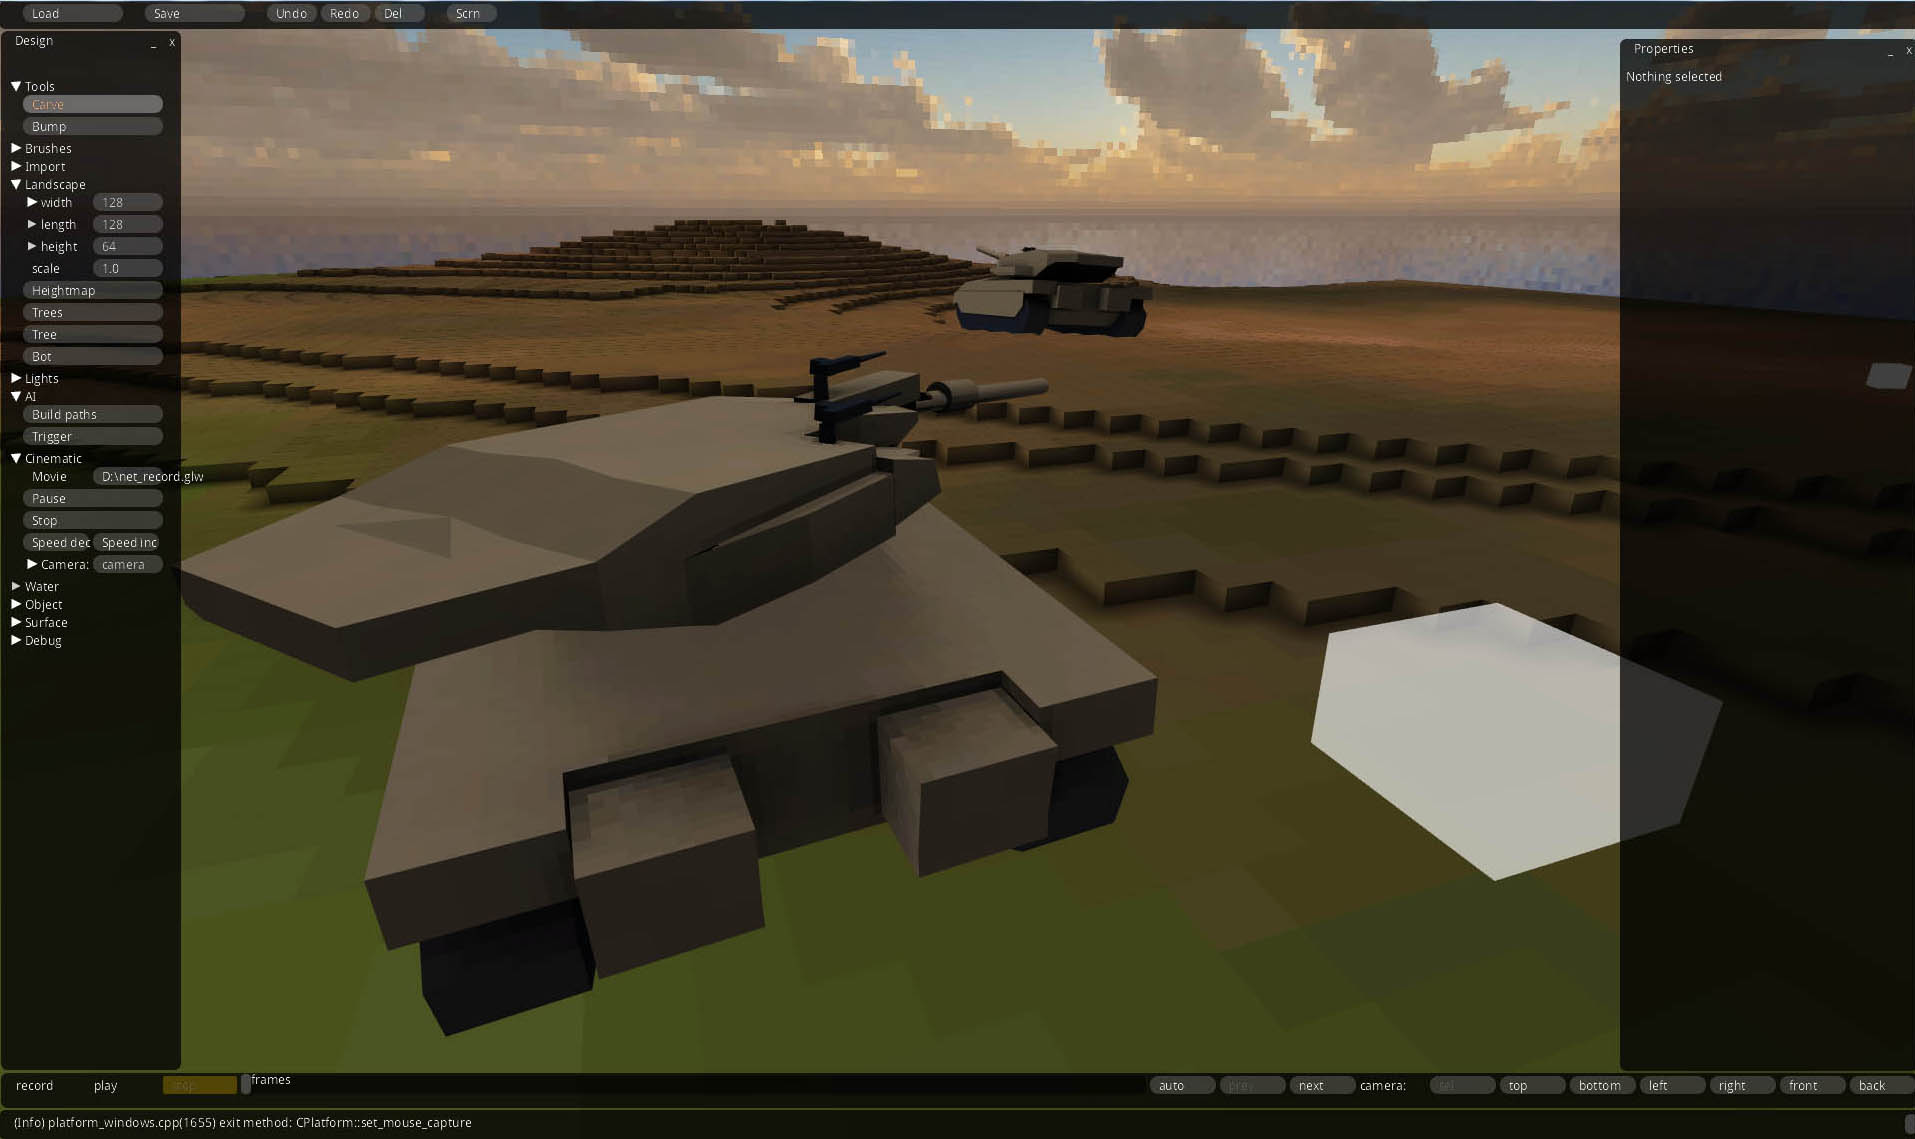 Load Save Undo Redo Del Scrn
Design _ x
Tools
Carve
Bump
Brushes
Import
Landscape
width 128
length 128
height 64
scale 1.0
Heightmap
Trees
Tree
Bot
Lights
AI
Build paths
Trigger
Cinematic
Movie D:\net_record.glw
Pause
Stop
Speed dec Speed inc
Camera: camera
Water
Object
Surface
Debug
Properties _ x
Nothing selected
record play stop frames auto prev next camera: sel top bottom left right front back
(Info) platform_windows.cpp(1655) exit method: CPlatform::set_mouse_capture